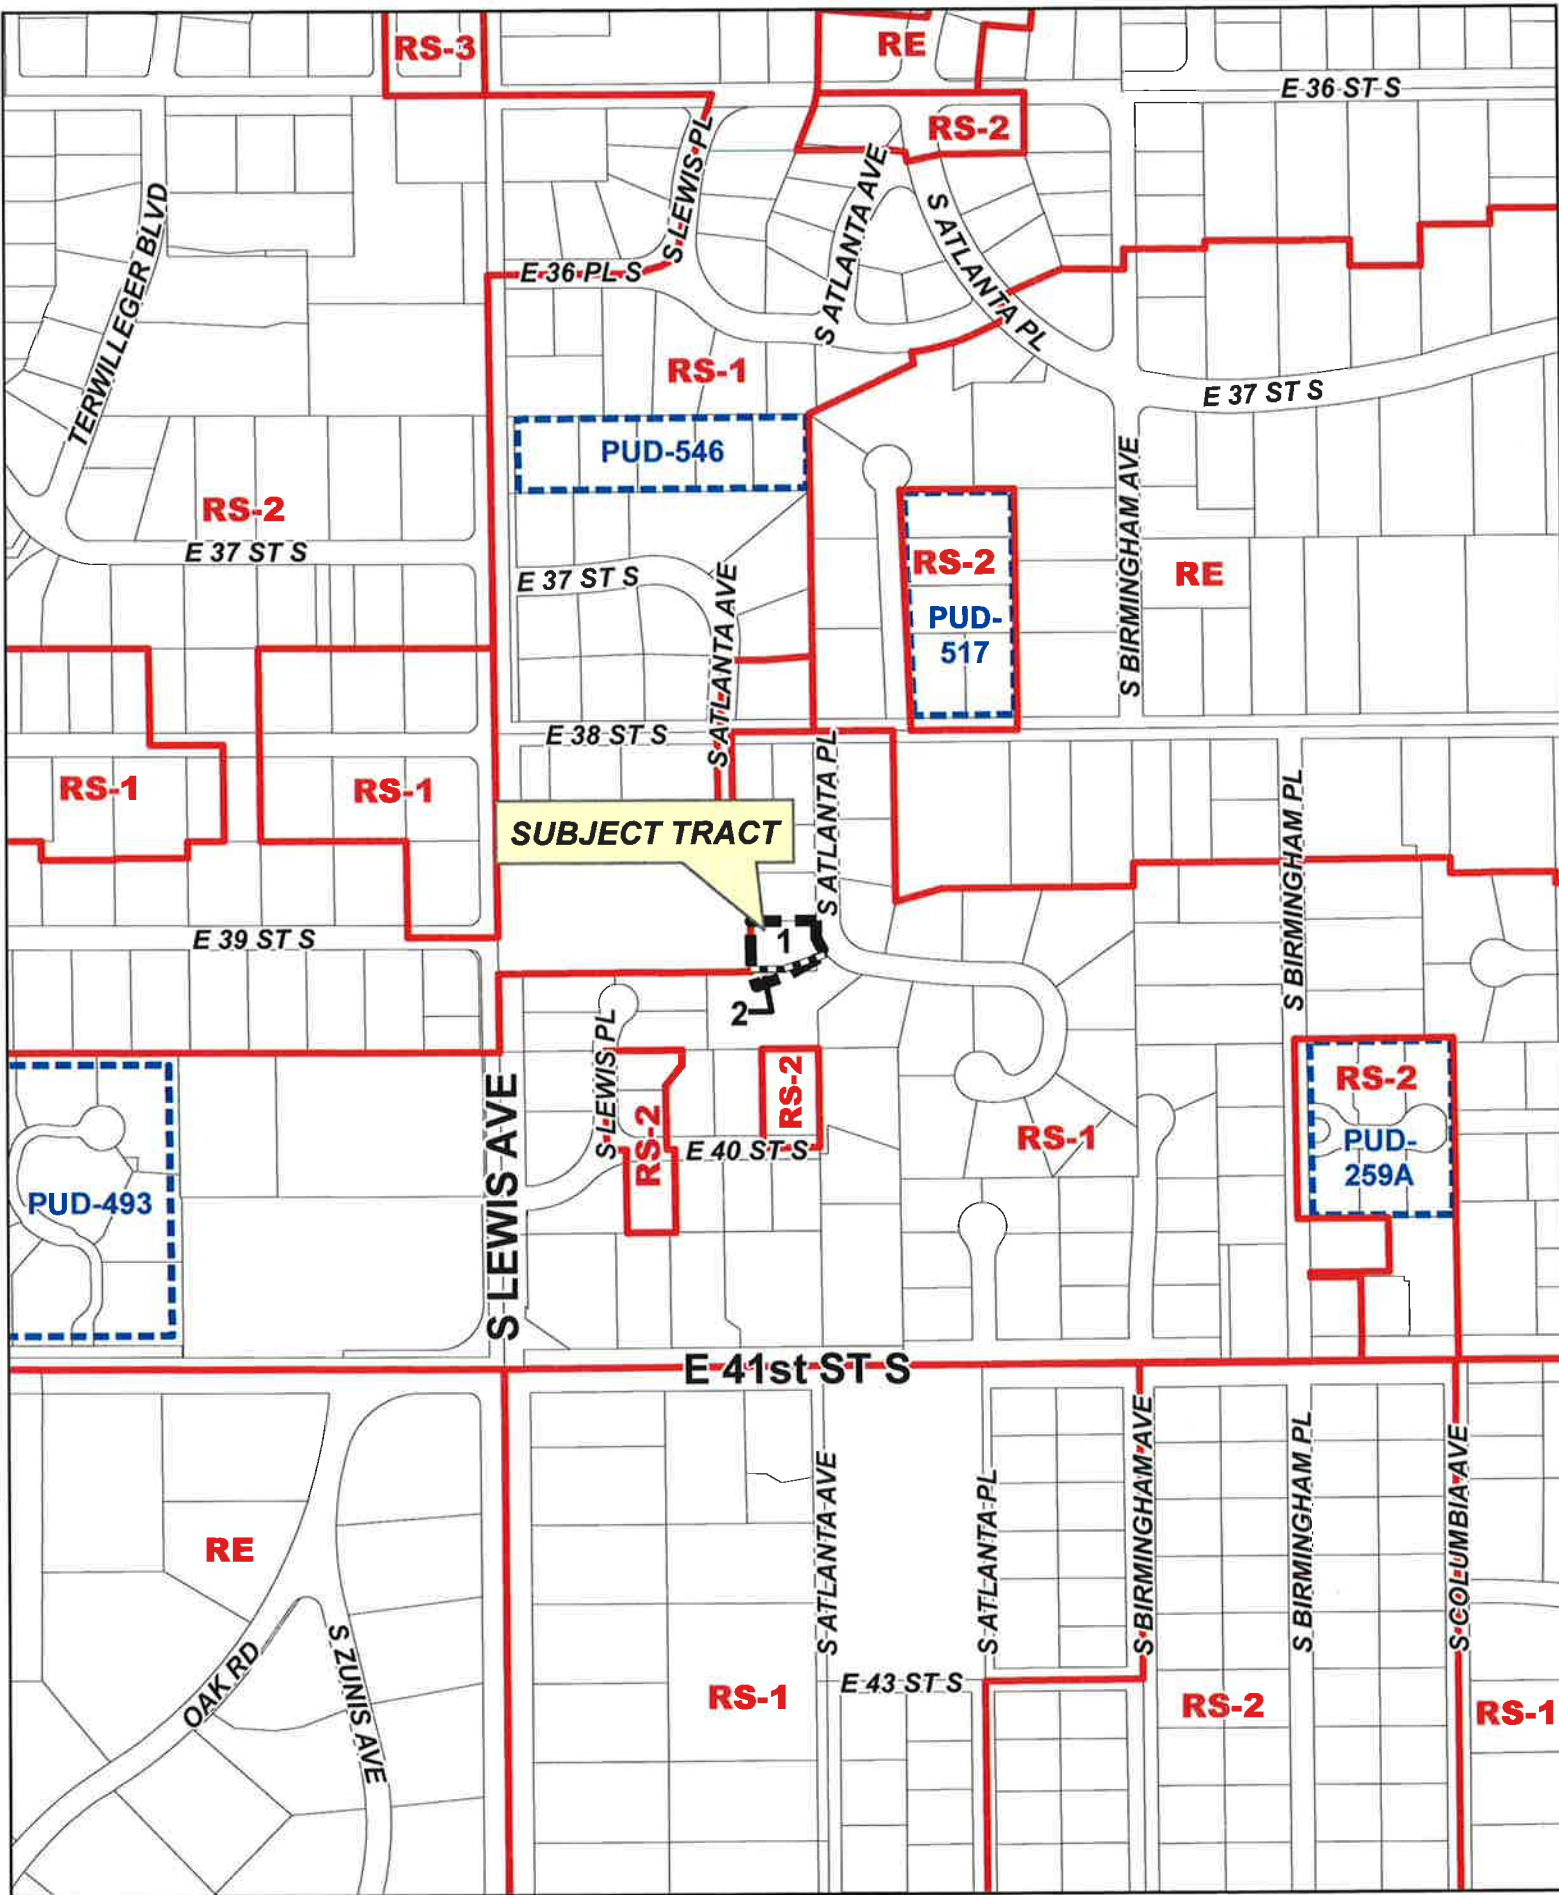 RS-3
RE
E 36 ST S
RS-2
S LEWIS PL
S ATLANTA AVE
TERWILLEGER BLVD
S ATLANTA PL
E 36 PL S
RS-1
E 37 ST S
PUD-546
RS-2
E 37 ST S
E 37 ST S
S ATLANTA AVE
RS-2
PUD-
517
S BIRMINGHAM AVE
RE
E 38 ST S
RS-1
RS-1
SUBJECT TRACT
S ATLANTA PL
S BIRMINGHAM PL
E 39 ST S
1
2
S LEWIS PL
RS-2
RS-2
E 40 ST S
RS-1
RS-2
PUD-
259A
PUD-493
S LEWIS AVE
E 41st ST S
RE
OAK RD
S ZUNIS AVE
S ATLANTA AVE
S ATLANTA PL
S BIRMINGHAM AVE
S BIRMINGHAM PL
S COLUMBIA AVE
E 43 ST S
RS-1
RS-2
RS-1